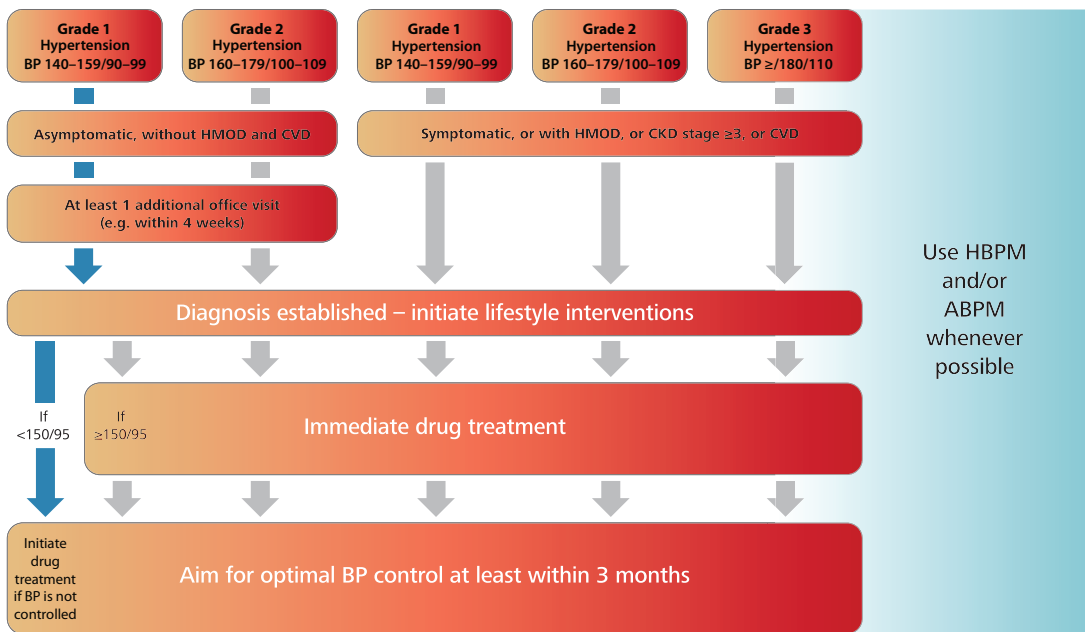 Grade 1
Hypertension
BP 140–159/90–99
Grade 2
Hypertension
BP 160–179/100–109
Grade 1
Hypertension
BP 140–159/90–99
Grade 2
Hypertension
BP 160–179/100–109
Grade 3
Hypertension
BP ≥/180/110
Asymptomatic, without HMOD and CVD
Symptomatic, or with HMOD, or CKD stage ≥3, or CVD
At least 1 additional office visit
(e.g. within 4 weeks)
Use HBPM
and/or
ABPM
whenever
possible
Diagnosis established – initiate lifestyle interventions
If
<150/95
If
≥150/95
Immediate drug treatment
Initiate
drug
treatment
if BP is not
controlled
Aim for optimal BP control at least within 3 months